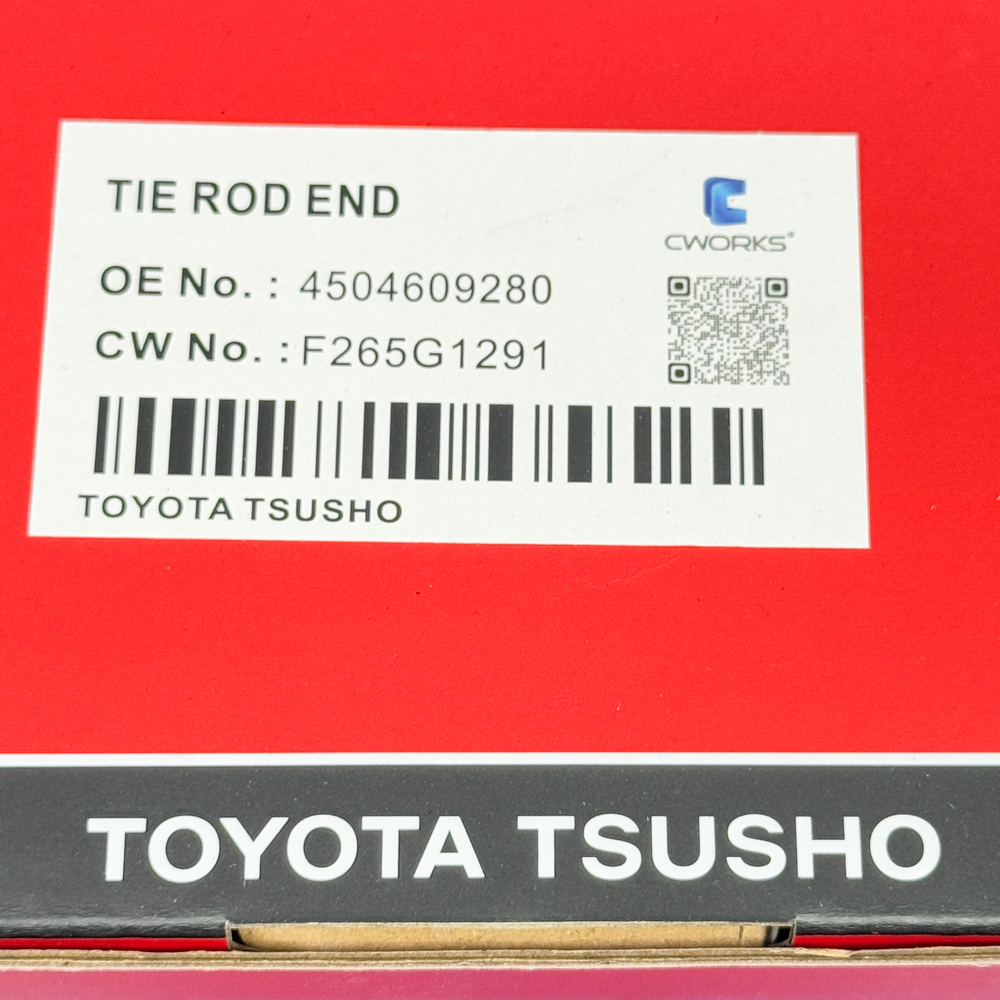 TIE ROD END
CWORKS®
OE No. : 4504609280
CW No. : F265G1291
TOYOTA TSUSHO
TOYOTA TSUSHO